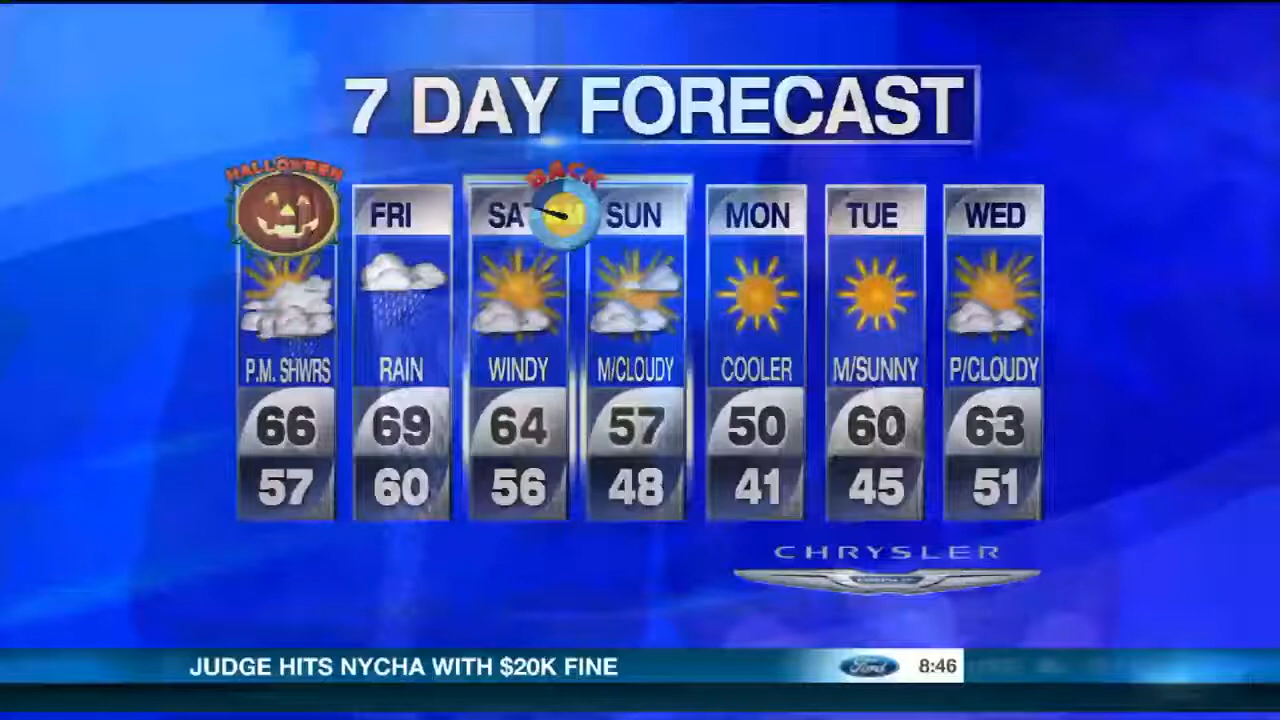 7 DAY FORECAST
HALLOWEEN
BACK
FRI
SAT
SUN
MON
TUE
WED
P.M. SHWRS
RAIN
WINDY
M/CLOUDY
COOLER
M/SUNNY
P/CLOUDY
66
69
64
57
50
60
63
57
60
56
48
41
45
51
CHRYSLER
JUDGE HITS NYCHA WITH $20K FINE
Ford
8:46